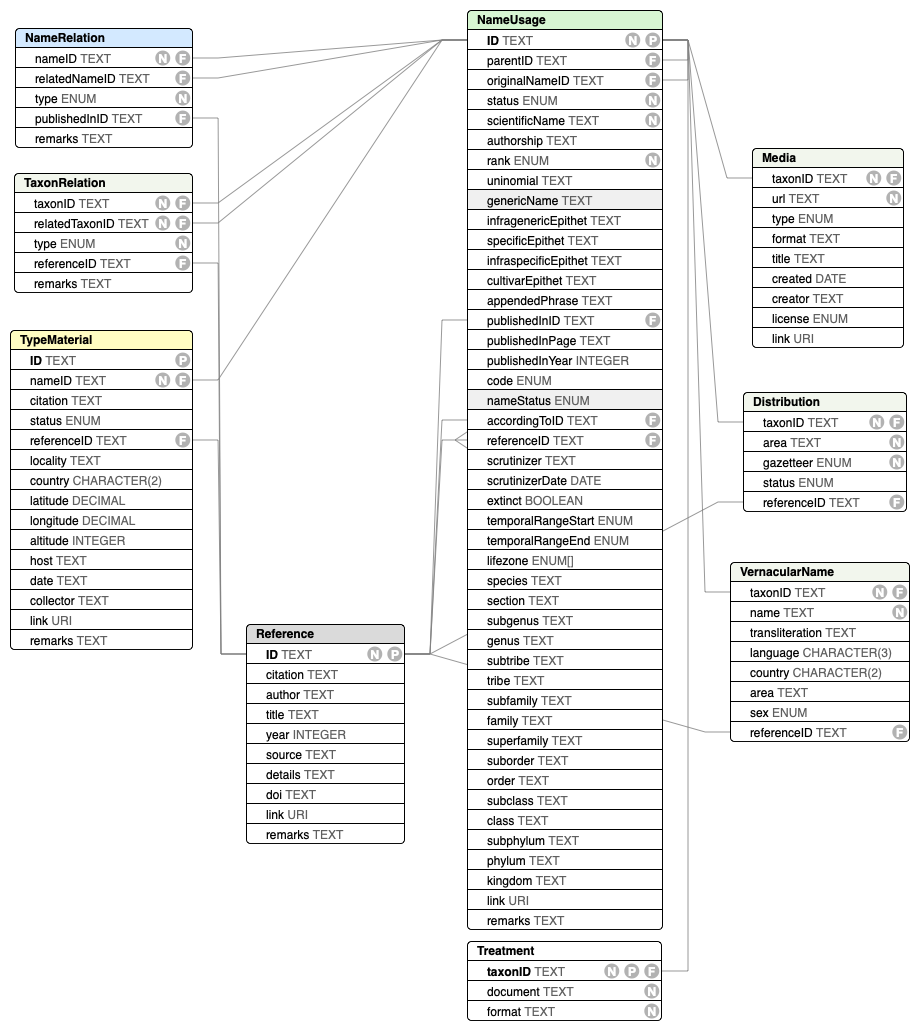 NameRelation
nameID TEXT N F
relatedNameID TEXT F
type ENUM N
publishedInID TEXT F
remarks TEXT
TaxonRelation
taxonID TEXT N F
relatedTaxonID TEXT N F
type ENUM N
referenceID TEXT F
remarks TEXT
TypeMaterial
ID TEXT P
nameID TEXT N F
citation TEXT
status ENUM
referenceID TEXT F
locality TEXT
country CHARACTER(2)
latitude DECIMAL
longitude DECIMAL
altitude INTEGER
host TEXT
date TEXT
collector TEXT
link URI
remarks TEXT
Reference
ID TEXT N P
citation TEXT
author TEXT
title TEXT
year INTEGER
source TEXT
details TEXT
doi TEXT
link URI
remarks TEXT
NameUsage
ID TEXT N P
parentID TEXT F
originalNameID TEXT F
status ENUM N
scientificName TEXT N
authorship TEXT
rank ENUM N
uninomial TEXT
genericName TEXT
infragenericEpithet TEXT
specificEpithet TEXT
infraspecificEpithet TEXT
cultivarEpithet TEXT
appendedPhrase TEXT
publishedInID TEXT F
publishedInPage TEXT
publishedInYear INTEGER
code ENUM
nameStatus ENUM
accordingToID TEXT F
referenceID TEXT F
scrutinizer TEXT
scrutinizerDate DATE
extinct BOOLEAN
temporalRangeStart ENUM
temporalRangeEnd ENUM
lifezone ENUM[]
species TEXT
section TEXT
subgenus TEXT
genus TEXT
subtribe TEXT
tribe TEXT
subfamily TEXT
family TEXT
superfamily TEXT
suborder TEXT
order TEXT
subclass TEXT
class TEXT
subphylum TEXT
phylum TEXT
kingdom TEXT
link URI
remarks TEXT
Treatment
taxonID TEXT N P F
document TEXT N
format TEXT N
Media
taxonID TEXT N F
url TEXT N
type ENUM
format TEXT
title TEXT
created DATE
creator TEXT
license ENUM
link URI
Distribution
taxonID TEXT N F
area TEXT N
gazetteer ENUM N
status ENUM
referenceID TEXT F
VernacularName
taxonID TEXT N F
name TEXT N
transliteration TEXT
language CHARACTER(3)
country CHARACTER(2)
area TEXT
sex ENUM
referenceID TEXT F